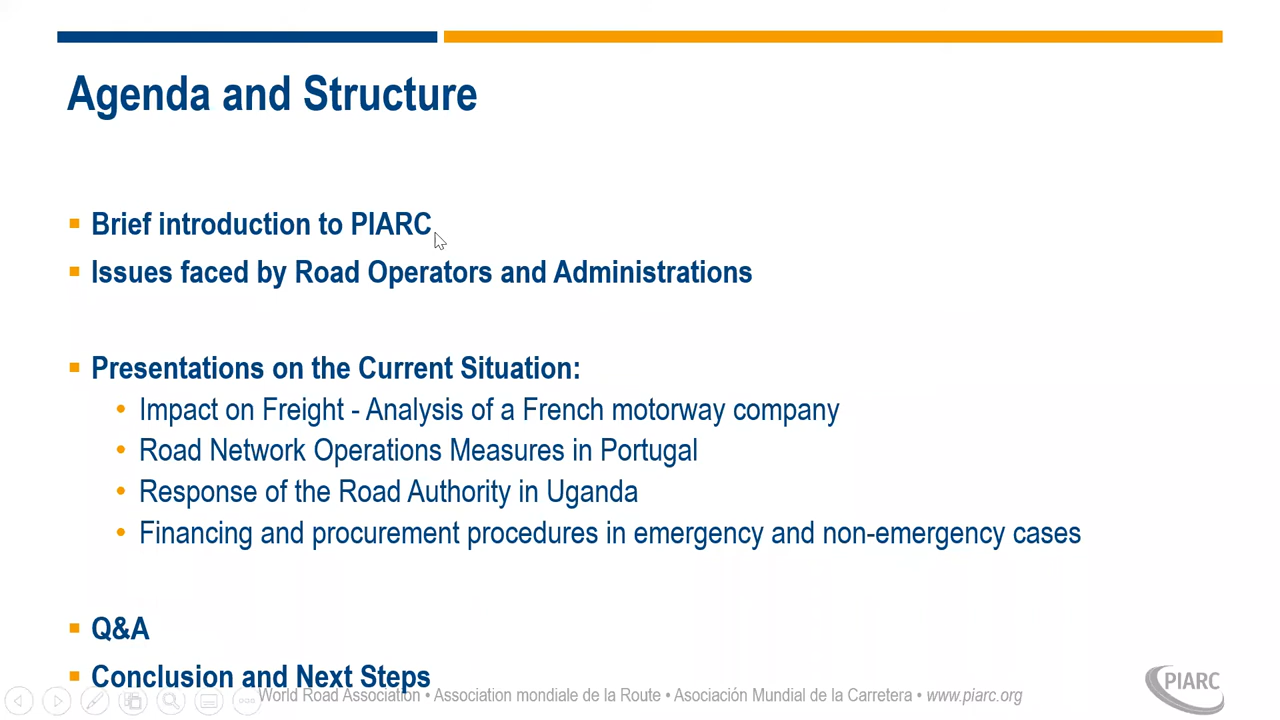 Agenda and Structure
Brief introduction to PIARC
Issues faced by Road Operators and Administrations
Presentations on the Current Situation:
Impact on Freight - Analysis of a French motorway company
Road Network Operations Measures in Portugal
Response of the Road Authority in Uganda
Financing and procurement procedures in emergency and non-emergency cases
Q&A
Conclusion and Next Steps
World Road Association • Association mondiale de la Route • Asociación Mundial de la Carretera • www.piarc.org
PIARC